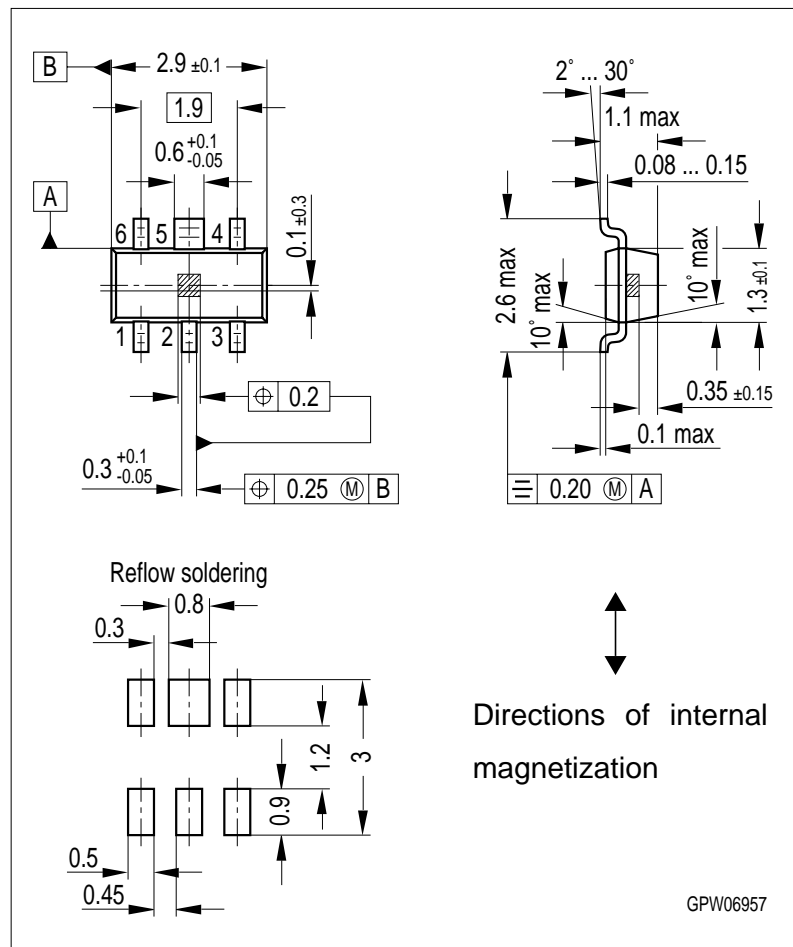 B
2.9 ±0.1
1.9
0.6 +0.1 -0.05
A
6 5 4
0.1 ±0.3
1 2 3
⌖ 0.2
0.3 +0.1 -0.05
⌖ 0.25 Ⓜ B
2° ... 30°
1.1 max
0.08 ... 0.15
2.6 max
10° max
10° max
1.3 ±0.1
0.35 ±0.15
0.1 max
⌯ 0.20 Ⓜ A
Reflow soldering
0.8
0.3
1.2
3
0.9
0.5
0.45
Directions of internal
magnetization
GPW06957